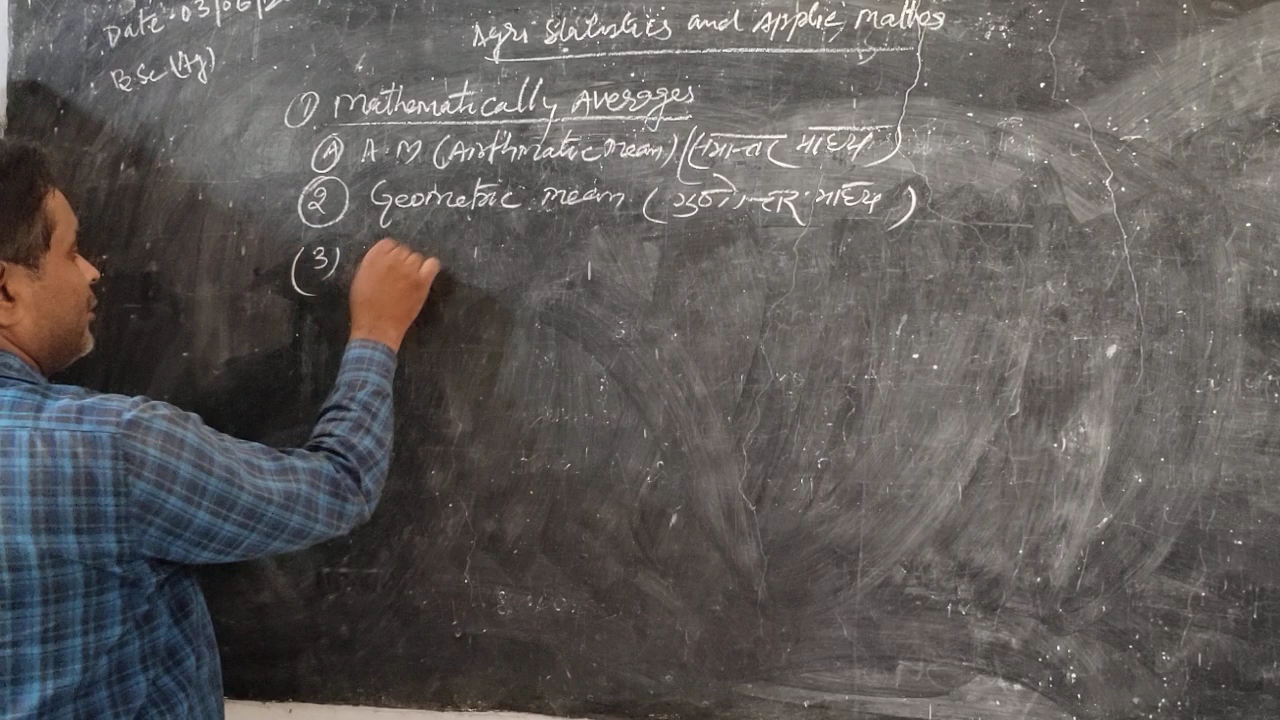 Date:03/06/2
Agri Statistics and Applic Maths
B.Sc (Ag)
① Mathematically Averages
Ⓐ A.M (Arithmatic mean) (समान्तर माध्य)
② Geometric mean (गुणोत्तर माध्य)
(3)